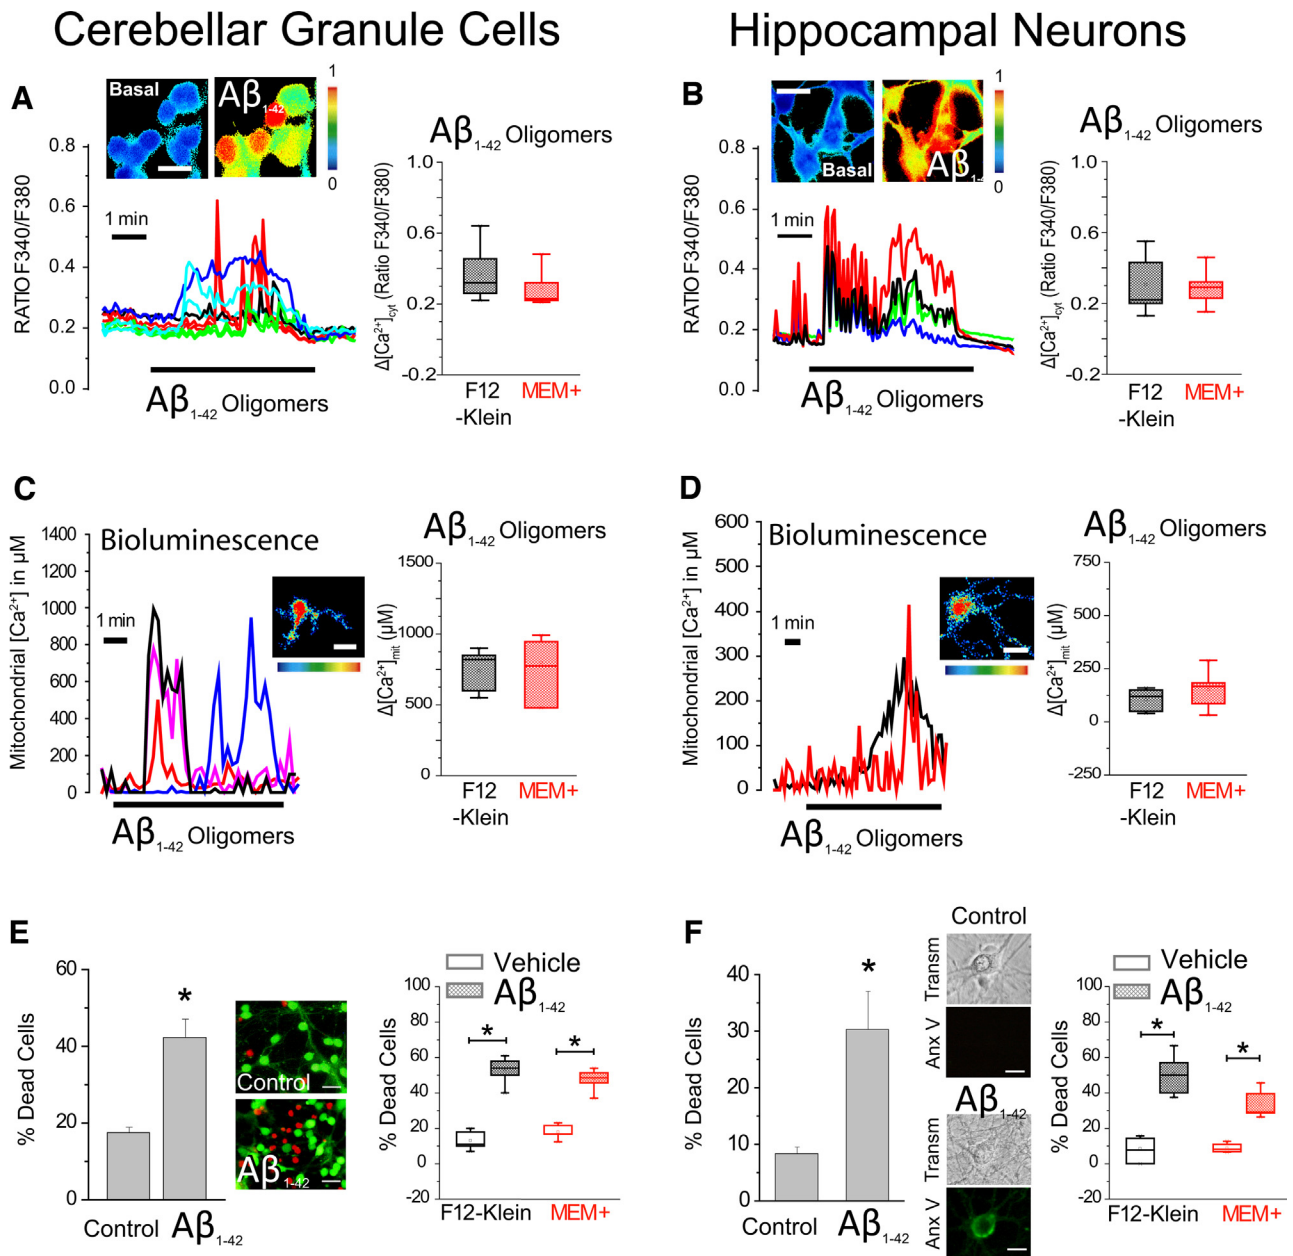 Cerebellar Granule Cells
Hippocampal Neurons
A
Basal
Aβ1-42
1
0
RATIO F340/F380
0.8
0.6
0.4
0.2
0.0
1 min
Aβ1-42 Oligomers
Aβ1-42 Oligomers
Δ[Ca²⁺]cyt (Ratio F340/F380)
1.0
0.6
0.2
-0.2
F12
-Klein
MEM+
B
Basal
Aβ1-4
1
0
RATIO F340/F380
0.8
0.6
0.4
0.2
0.0
1 min
Aβ1-42 Oligomers
Aβ1-42 Oligomers
Δ[Ca²⁺]cyt (Ratio F340/F380)
1.0
0.6
0.2
-0.2
F12
-Klein
MEM+
C
Bioluminescence
Mitochondrial [Ca²⁺] in µM
1400
1200
1000
800
600
400
200
0
1 min
Aβ1-42 Oligomers
Aβ1-42 Oligomers
Δ[Ca²⁺]mit (µM)
1500
1000
500
0
F12
-Klein
MEM+
D
Bioluminescence
Mitochondrial [Ca²⁺] in µM
600
500
400
300
200
100
0
1 min
Aβ1-42 Oligomers
Aβ1-42 Oligomers
Δ[Ca²⁺]mit (µM)
750
500
250
0
-250
F12
-Klein
MEM+
E
% Dead Cells
60
40
20
0
*
Control
Aβ1-42
Control
Aβ1-42
Vehicle
Aβ1-42
% Dead Cells
100
80
60
40
20
0
-20
*
*
F12-Klein
MEM+
F
% Dead Cells
40
30
20
10
0
*
Control
Aβ1-42
Control
Transm
Anx V
Aβ1-42
Transm
Anx V
Vehicle
Aβ1-42
% Dead Cells
100
80
60
40
20
0
-20
*
*
F12-Klein
MEM+